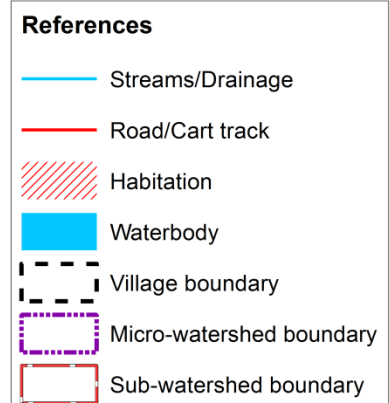 References
Streams/Drainage
Road/Cart track
Habitation
Waterbody
Village boundary
Micro-watershed boundary
Sub-watershed boundary